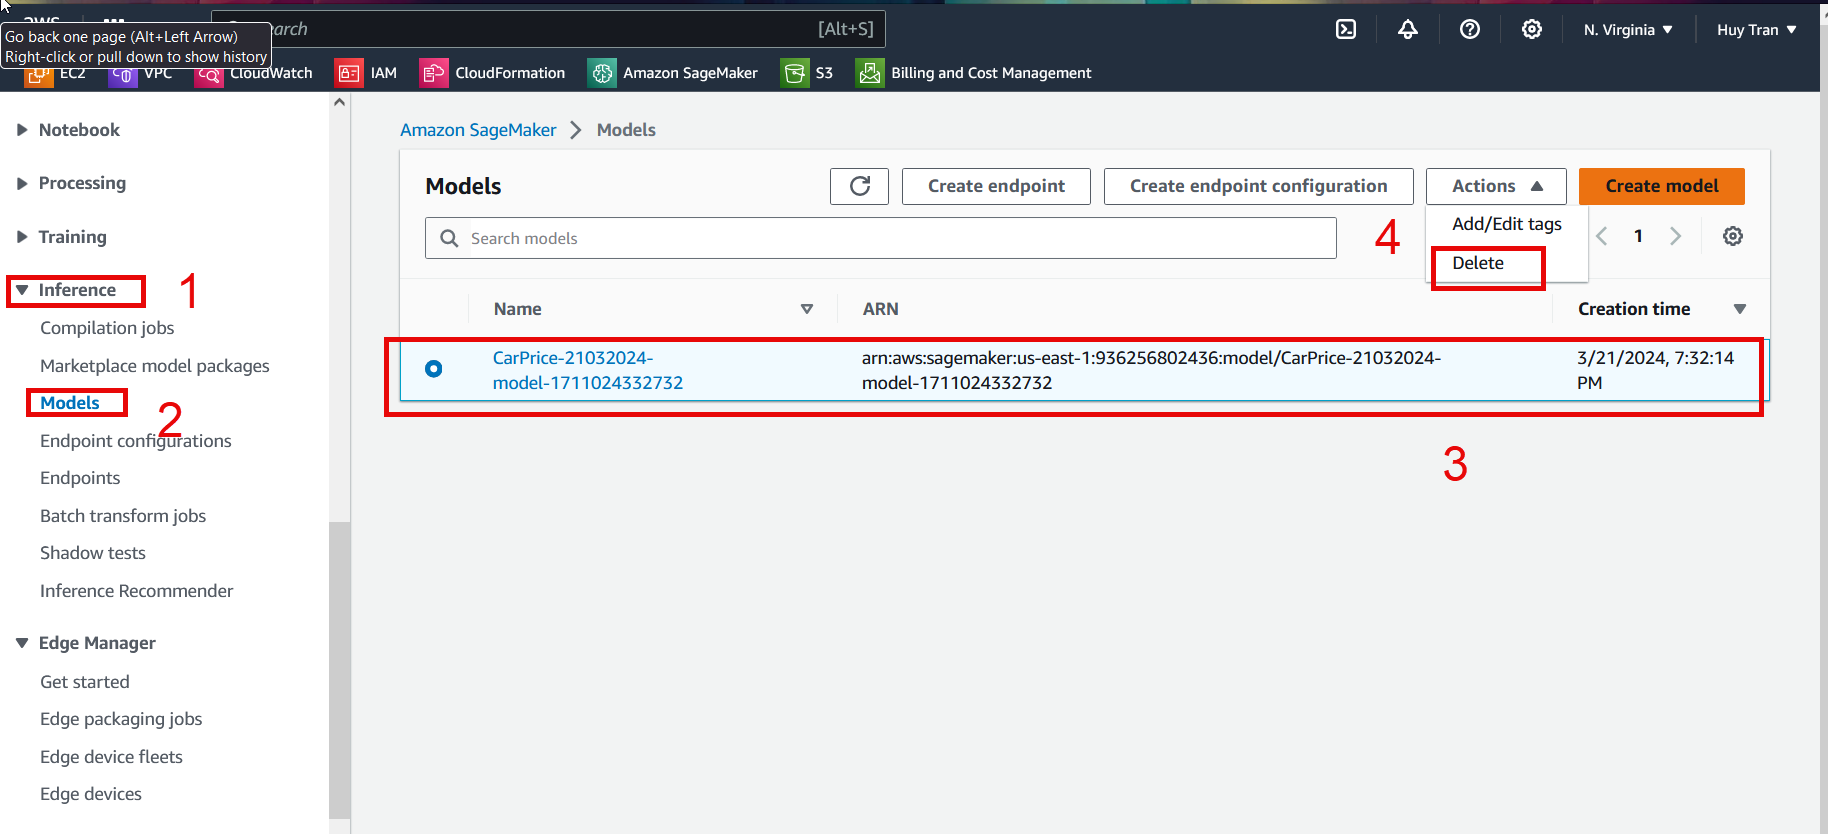 Go back one page (Alt+Left Arrow)
Right-click or pull down to show history
[Alt+S]
N. Virginia
Huy Tran
EC2
VPC
CloudWatch
IAM
CloudFormation
Amazon SageMaker
S3
Billing and Cost Management
Notebook
Processing
Training
Inference
1
Compilation jobs
Marketplace model packages
Models
2
Endpoint configurations
Endpoints
Batch transform jobs
Shadow tests
Inference Recommender
Edge Manager
Get started
Edge packaging jobs
Edge device fleets
Edge devices
Amazon SageMaker
Models
Models
Create endpoint
Create endpoint configuration
Actions
Create model
Search models
4
Add/Edit tags
Delete
1
Name
ARN
Creation time
CarPrice-21032024-
model-1711024332732
arn:aws:sagemaker:us-east-1:936256802436:model/CarPrice-21032024-
model-1711024332732
3/21/2024, 7:32:14
PM
3